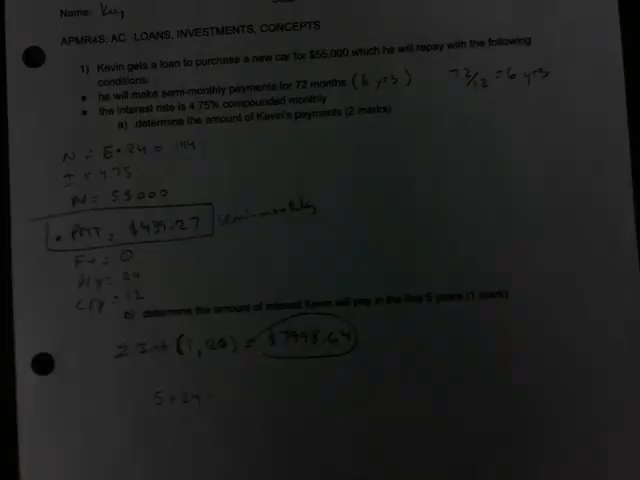 Name: Key
APMR4S. AC LOANS, INVESTMENTS, CONCEPTS
1) Kevin gets a loan to purchase a new car for $55,000 which he will repay with the following
conditions:
• he will make semi-monthly payments for 72 months (6 yrs) 72/12 = 6 yrs
• the interest rate is 4.75% compounded monthly
a) determine the amount of Kevin's payments (2 marks)
N = 6 · 24 = 144
I = 4.75
PV = 55000
• PMT = $439.27 semi-monthly
FV = 0
P/Y = 24
C/Y = 12
b) determine the amount of interest Kevin will pay in the first 5 years (1 mark)
Σ Int (1, 120) = $7998.64
5 · 24